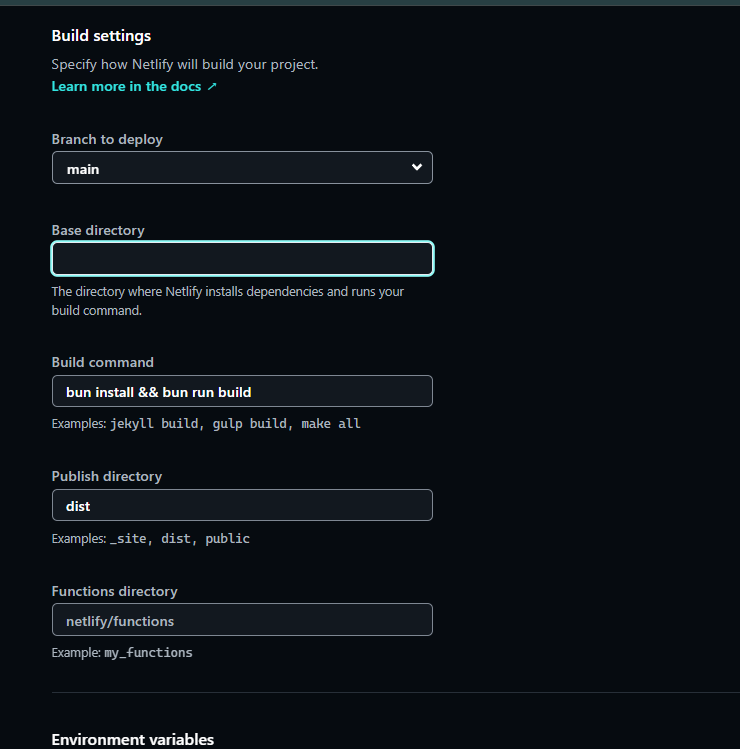 Build settings
Specify how Netlify will build your project.
Learn more in the docs ↗
Branch to deploy
main
Base directory
The directory where Netlify installs dependencies and runs your
build command.
Build command
bun install && bun run build
Examples: jekyll build, gulp build, make all
Publish directory
dist
Examples: _site, dist, public
Functions directory
netlify/functions
Example: my_functions
Environment variables